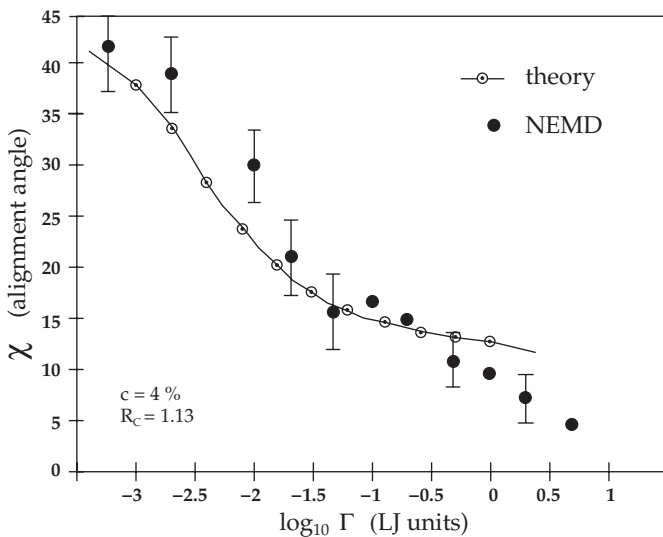 45
40
35
30
25
20
15
10
5
0
χ (alignment angle)
theory
NEMD
c = 4 %
R_C = 1.13
−3 −2.5 −2 −1.5 −1 −0.5 0 0.5 1
log₁₀ Γ (LJ units)